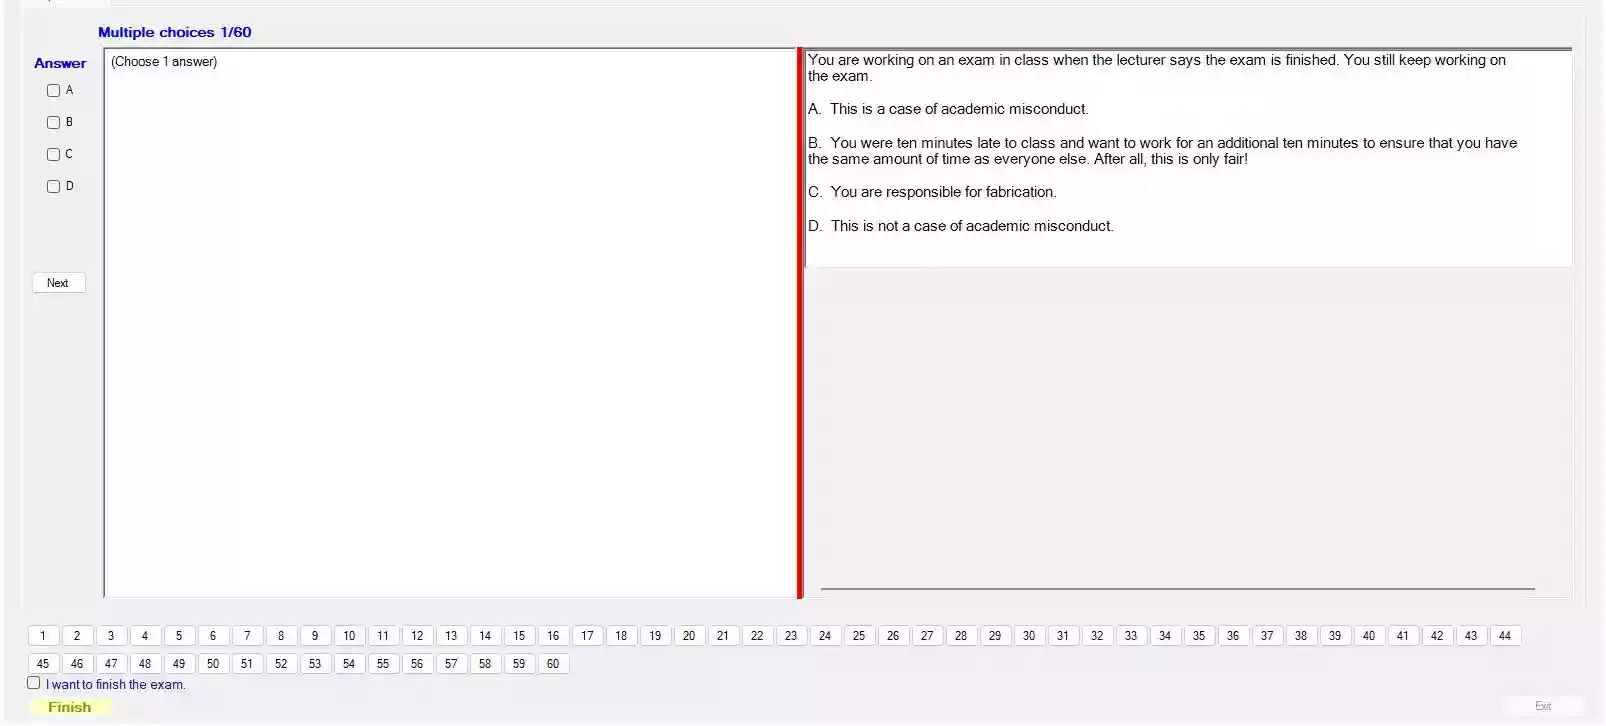 Multiple choices 1/60
Answer
(Choose 1 answer)
A
B
C
D
Next
You are working on an exam in class when the lecturer says the exam is finished. You still keep working on
the exam.
A. This is a case of academic misconduct.
B. You were ten minutes late to class and want to work for an additional ten minutes to ensure that you have
the same amount of time as everyone else. After all, this is only fair!
C. You are responsible for fabrication.
D. This is not a case of academic misconduct.
1 2 3 4 5 6 7 8 9 10 11 12 13 14 15 16 17 18 19 20 21 22 23 24 25 26 27 28 29 30 31 32 33 34 35 36 37 38 39 40 41 42 43 44
45 46 47 48 49 50 51 52 53 54 55 56 57 58 59 60
I want to finish the exam.
Finish
Exit